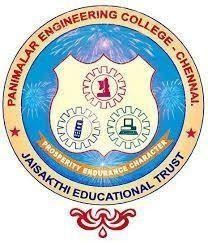 PANIMALAR ENGINEERING COLLEGE - CHENNAI.
PROSPERITY ENDURANCE CHARACTER
JAISAKTHI EDUCATIONAL TRUST